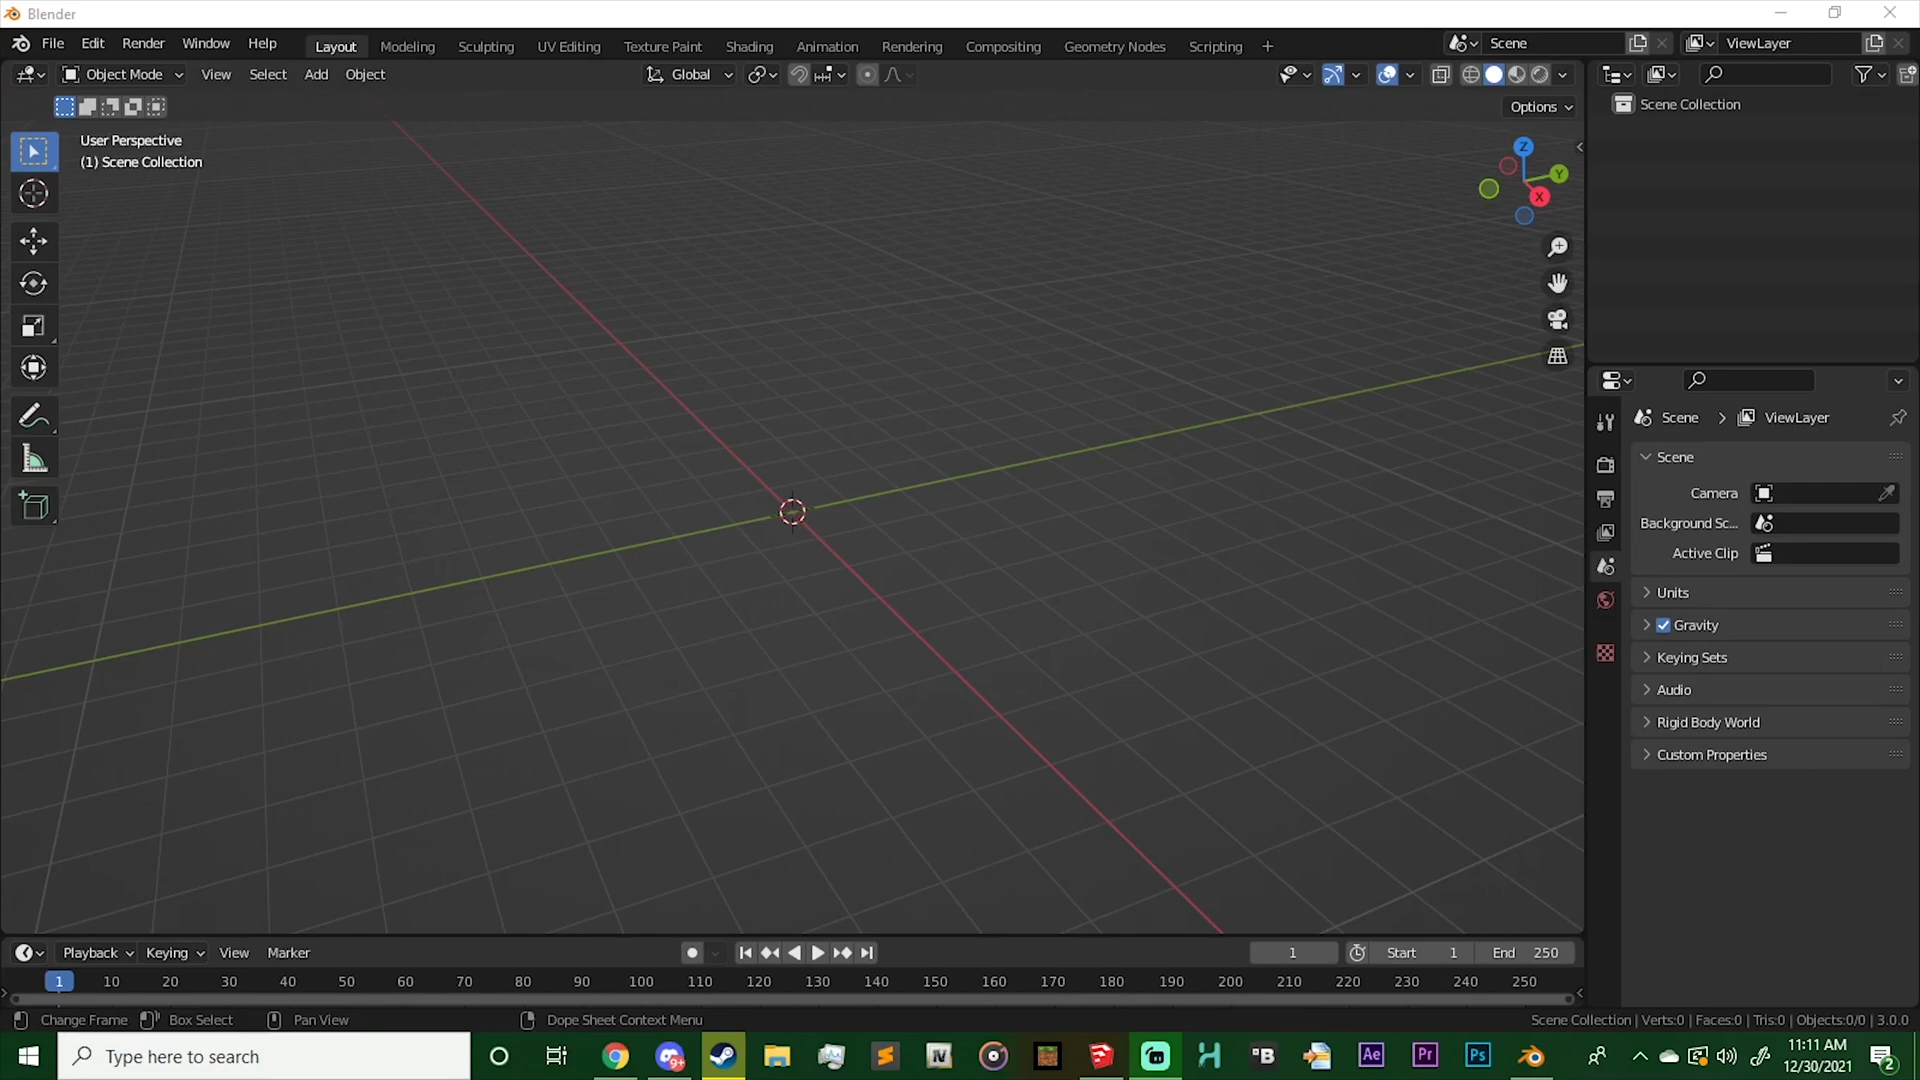 Blender
File Edit Render Window Help Layout Modeling Sculpting UV Editing Texture Paint Shading Animation Rendering Compositing Geometry Nodes Scripting + Scene ViewLayer
Object Mode View Select Add Object Global
Options
Scene Collection
User Perspective
(1) Scene Collection
Z
Y
X
Scene > ViewLayer
Scene
Camera
Background Sc...
Active Clip
Units
Gravity
Keying Sets
Audio
Rigid Body World
Custom Properties
Playback Keying View Marker 1 Start 1 End 250
1 10 20 30 40 50 60 70 80 90 100 110 120 130 140 150 160 170 180 190 200 210 220 230 240 250
Change Frame Box Select Pan View Dope Sheet Context Menu Scene Collection | Verts:0 | Faces:0 | Tris:0 | Objects:0/0 | 3.0.0
Type here to search IV B Ae Pr Ps 11:11 AM
12/30/2021 2